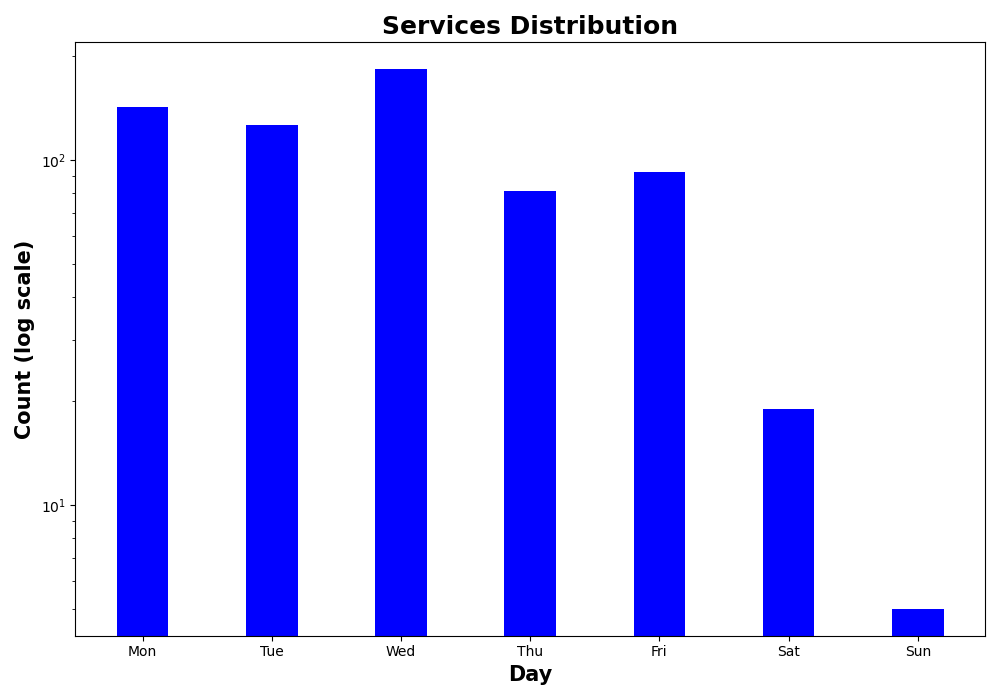 Services Distribution
Count (log scale)
10²
10¹
Mon Tue Wed Thu Fri Sat Sun
Day